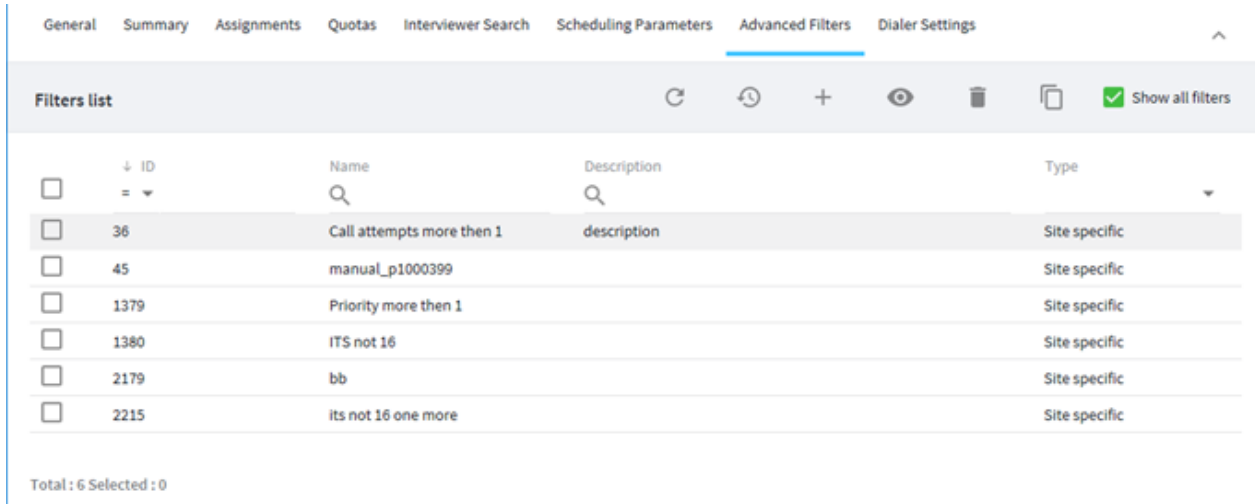 General Summary Assignments Quotas Interviewer Search Scheduling Parameters Advanced Filters Dialer Settings
Filters list Show all filters
ID Name Description Type
=
36 Call attempts more then 1 description Site specific
45 manual_p1000399 Site specific
1379 Priority more then 1 Site specific
1380 ITS not 16 Site specific
2179 bb Site specific
2215 its not 16 one more Site specific
Total : 6 Selected : 0